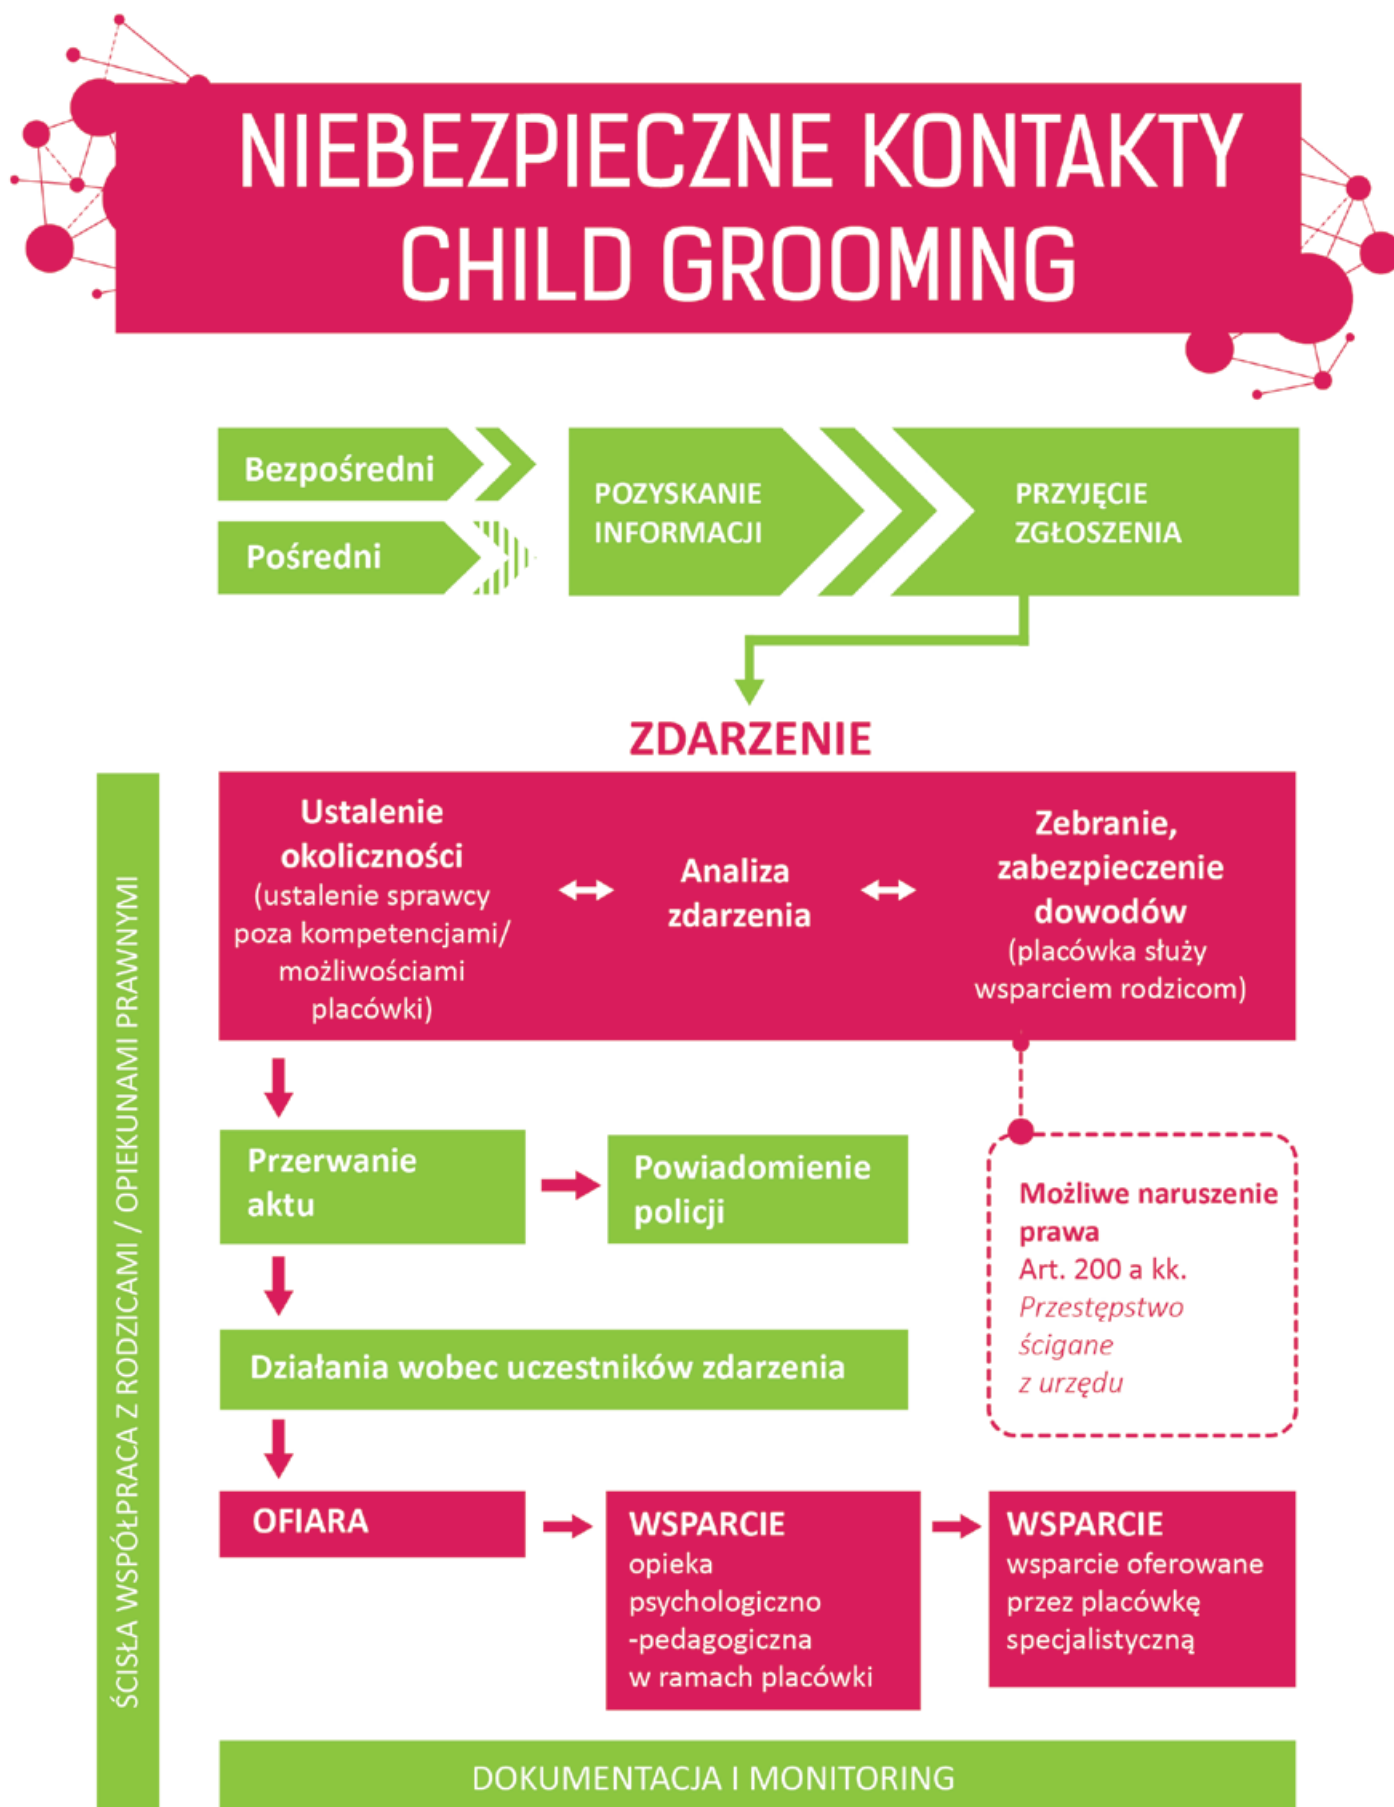 NIEBEZPIECZNE KONTAKTY
CHILD GROOMING
Bezpośredni
Pośredni
POZYSKANIE
INFORMACJI
PRZYJĘCIE
ZGŁOSZENIA
ZDARZENIE
Ustalenie
okoliczności
(ustalenie sprawcy
poza kompetencjami/
możliwościami
placówki)
Analiza
zdarzenia
Zebranie,
zabezpieczenie
dowodów
(placówka służy
wsparciem rodzicom)
Przerwanie
aktu
Powiadomienie
policji
Możliwe naruszenie
prawa
Art. 200 a kk.
Przestępstwo
ścigane
z urzędu
Działania wobec uczestników zdarzenia
OFIARA
WSPARCIE
opieka
psychologiczno
-pedagogiczna
w ramach placówki
WSPARCIE
wsparcie oferowane
przez placówkę
specjalistyczną
ŚCISŁA WSPÓŁPRACA Z RODZICAMI / OPIEKUNAMI PRAWNYMI
DOKUMENTACJA I MONITORING